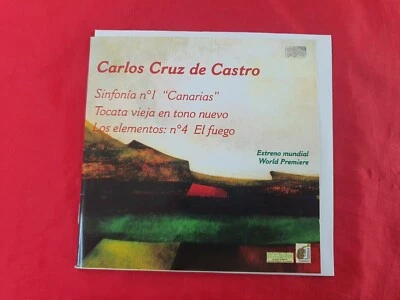 Carlos Cruz de Castro
Sinfonía nº1 "Canarias"
Tocata vieja en tono nuevo
Los elementos: nº4 El fuego
Estreno mundial
World Premiere